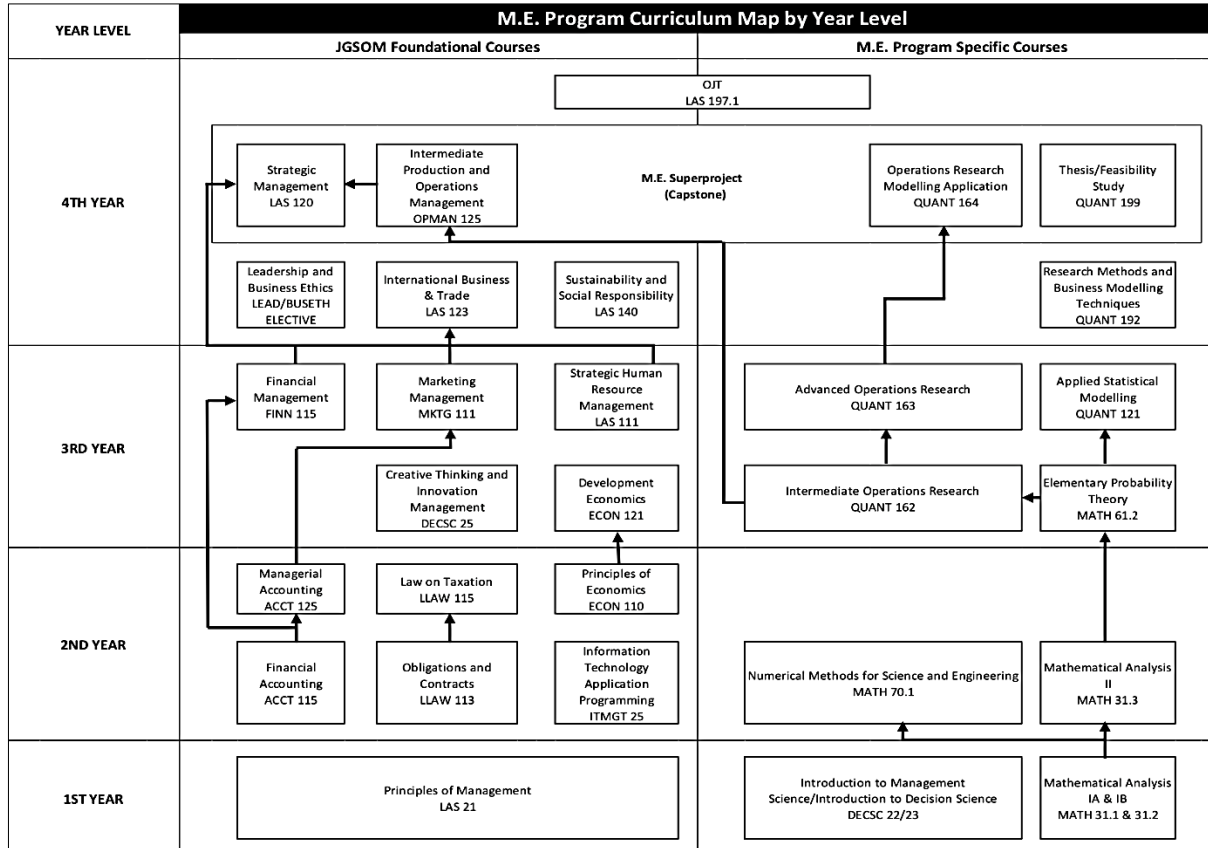 YEAR LEVEL
M.E. Program Curriculum Map by Year Level
JGSOM Foundational Courses
M.E. Program Specific Courses
4TH YEAR
OJT
LAS 197.1
Strategic
Management
LAS 120
Intermediate
Production and
Operations
Management
OPMAN 125
M.E. Superproject
(Capstone)
Operations Research
Modelling Application
QUANT 164
Thesis/Feasibility
Study
QUANT 199
Leadership and
Business Ethics
LEAD/BUSETH
ELECTIVE
International Business
& Trade
LAS 123
Sustainability and
Social Responsibility
LAS 140
Research Methods and
Business Modelling
Techniques
QUANT 192
3RD YEAR
Financial
Management
FINN 115
Marketing
Management
MKTG 111
Strategic Human
Resource
Management
LAS 111
Advanced Operations Research
QUANT 163
Applied Statistical
Modelling
QUANT 121
Creative Thinking and
Innovation
Management
DECSC 25
Development
Economics
ECON 121
Intermediate Operations Research
QUANT 162
Elementary Probability
Theory
MATH 61.2
2ND YEAR
Managerial
Accounting
ACCT 125
Law on Taxation
LLAW 115
Principles of
Economics
ECON 110
Financial
Accounting
ACCT 115
Obligations and
Contracts
LLAW 113
Information
Technology
Application
Programming
ITMGT 25
Numerical Methods for Science and Engineering
MATH 70.1
Mathematical Analysis
II
MATH 31.3
1ST YEAR
Principles of Management
LAS 21
Introduction to Management
Science/Introduction to Decision Science
DECSC 22/23
Mathematical Analysis
IA & IB
MATH 31.1 & 31.2